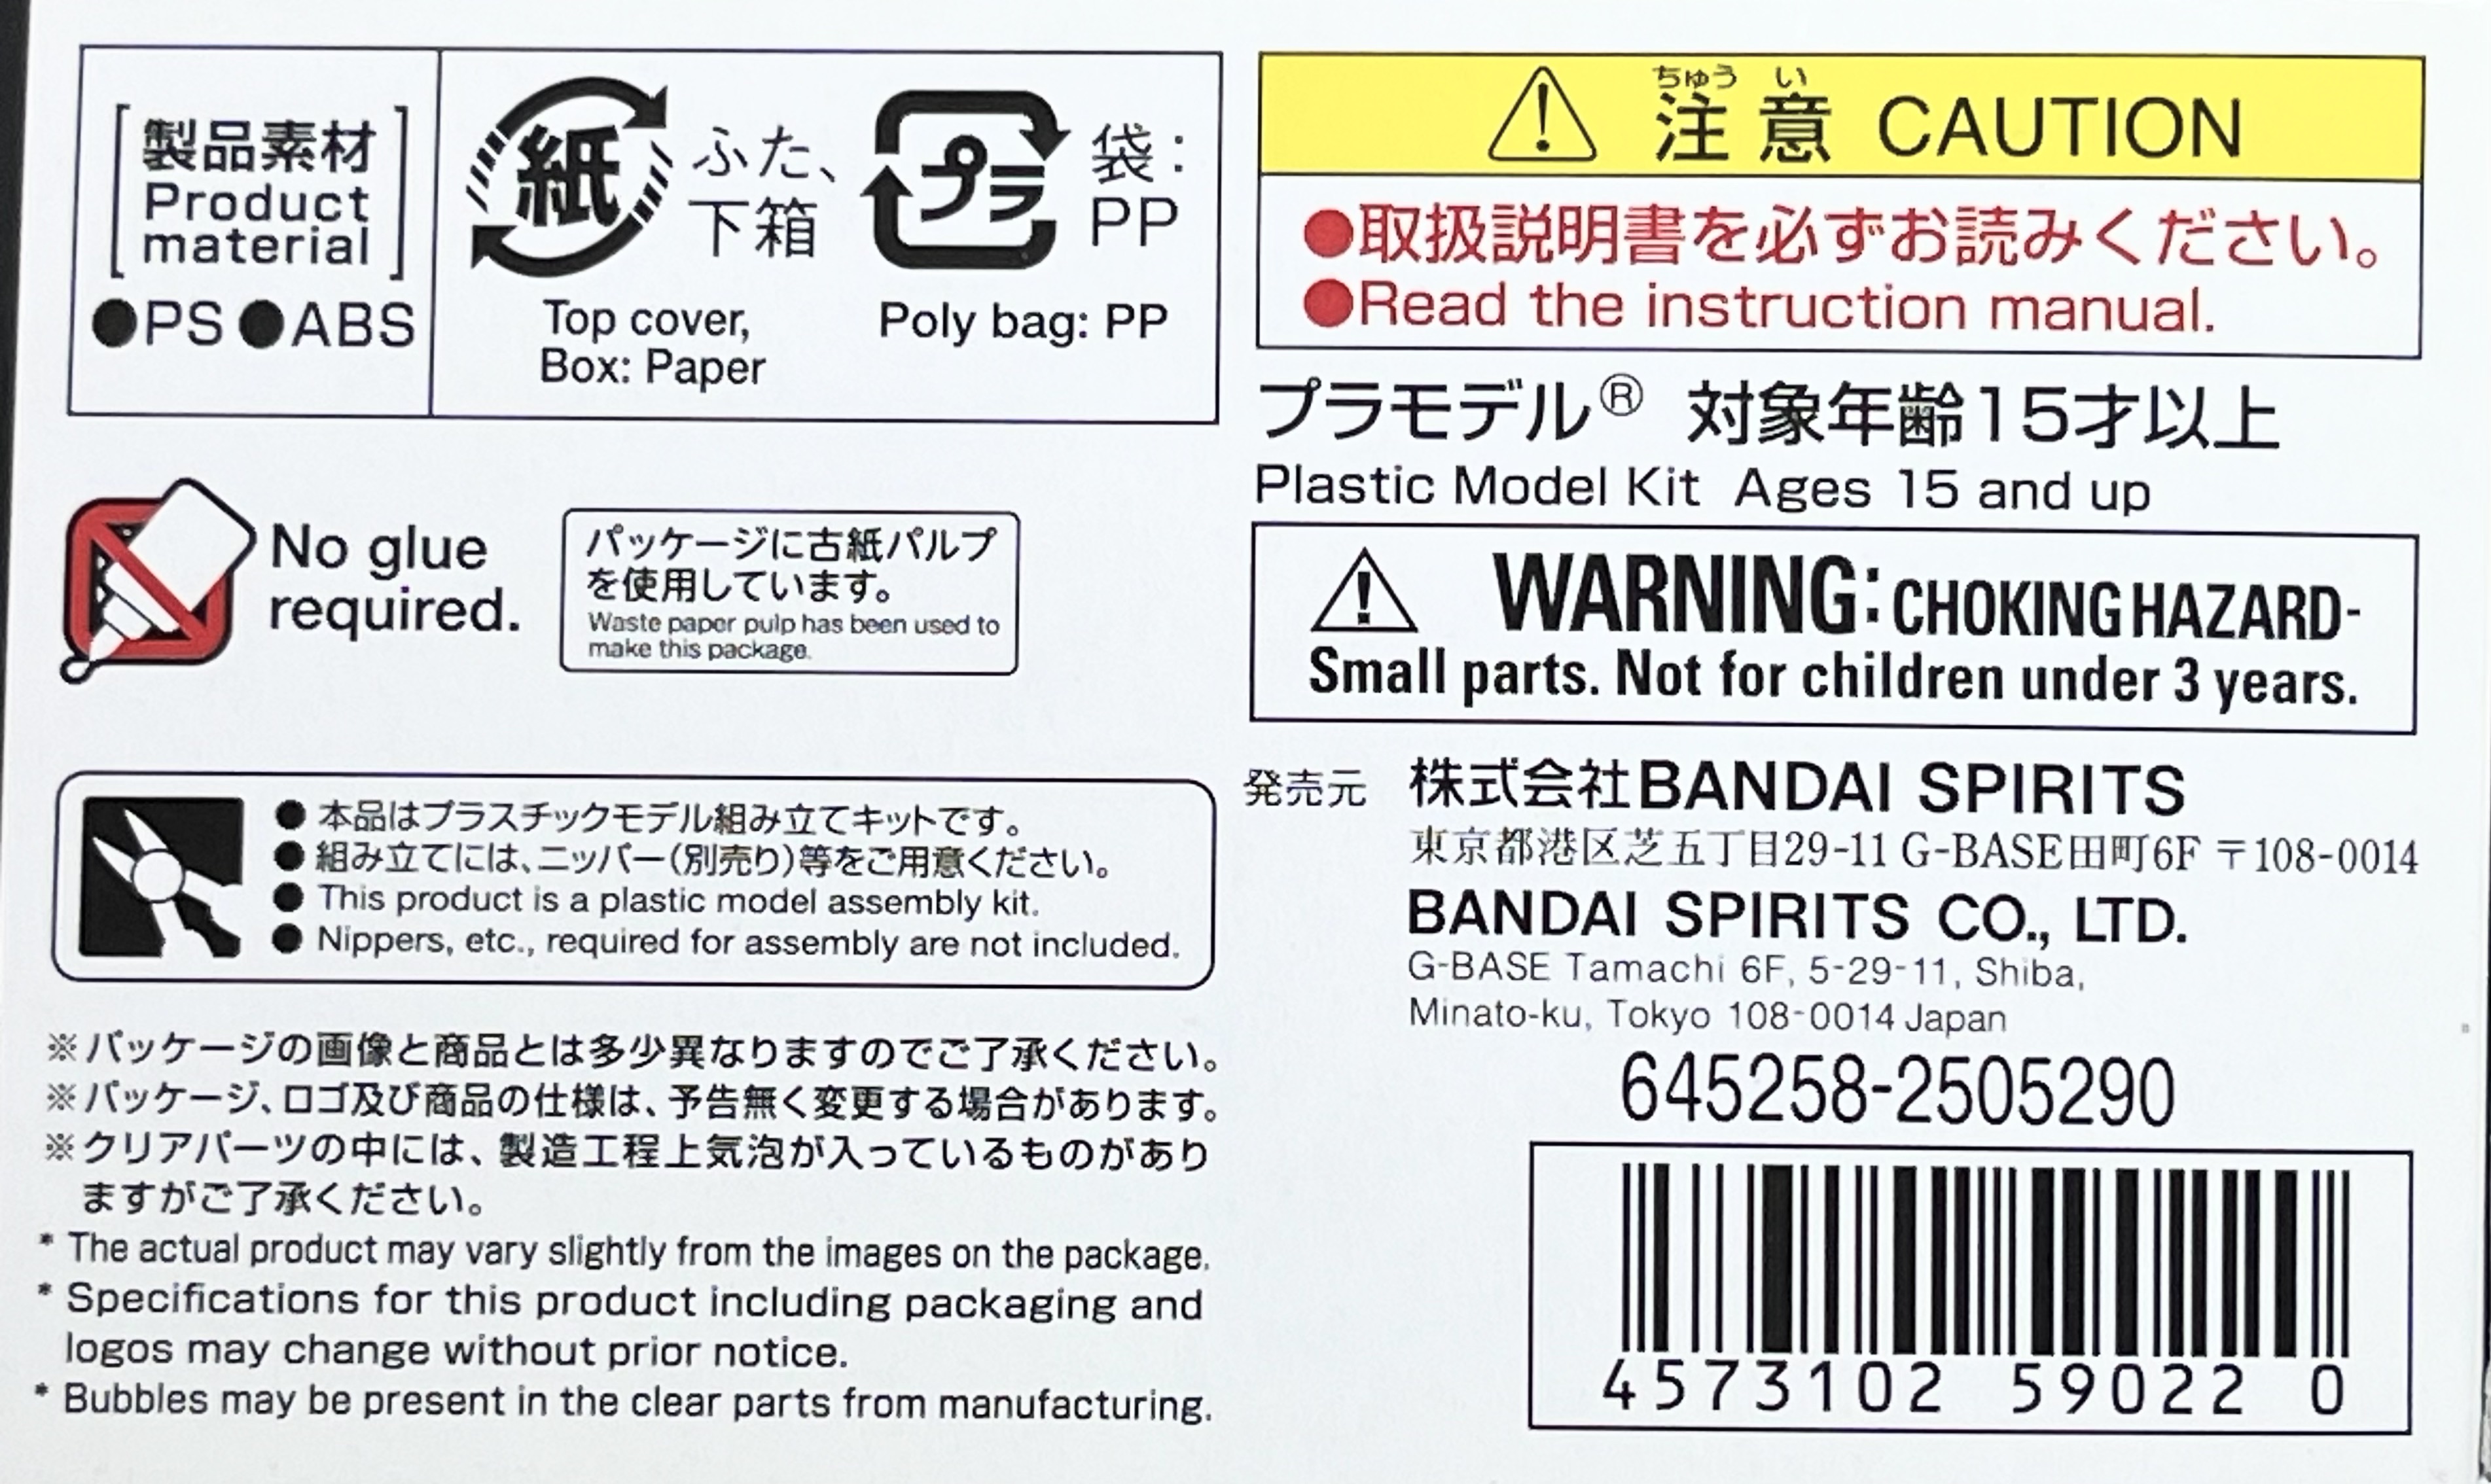 製品素材
Product
material
●PS●ABS
紙
ふた、
下箱
Top cover,
Box: Paper
プラ
袋:
PP
Poly bag: PP
No glue
required.
パッケージに古紙パルプ
を使用しています。
Waste paper pulp has been used to
make this package.
● 本品はプラスチックモデル組み立てキットです。
● 組み立てには、ニッパー(別売り)等をご用意ください。
● This product is a plastic model assembly kit.
● Nippers, etc., required for assembly are not included.
※パッケージの画像と商品とは多少異なりますのでご了承ください。
※パッケージ、ロゴ及び商品の仕様は、予告無く変更する場合があります。
※クリアパーツの中には、製造工程上気泡が入っているものがあり
ますがご了承ください。
* The actual product may vary slightly from the images on the package.
* Specifications for this product including packaging and
logos may change without prior notice.
* Bubbles may be present in the clear parts from manufacturing.
ちゅう い
注意 CAUTION
●取扱説明書を必ずお読みください。
●Read the instruction manual.
プラモデル® 対象年齢15才以上
Plastic Model Kit Ages 15 and up
WARNING: CHOKING HAZARD-
Small parts. Not for children under 3 years.
発売元 株式会社BANDAI SPIRITS
東京都港区芝五丁目29-11 G-BASE田町6F 〒108-0014
BANDAI SPIRITS CO., LTD.
G-BASE Tamachi 6F, 5-29-11, Shiba,
Minato-ku, Tokyo 108-0014 Japan
645258-2505290
4573102 59022 0